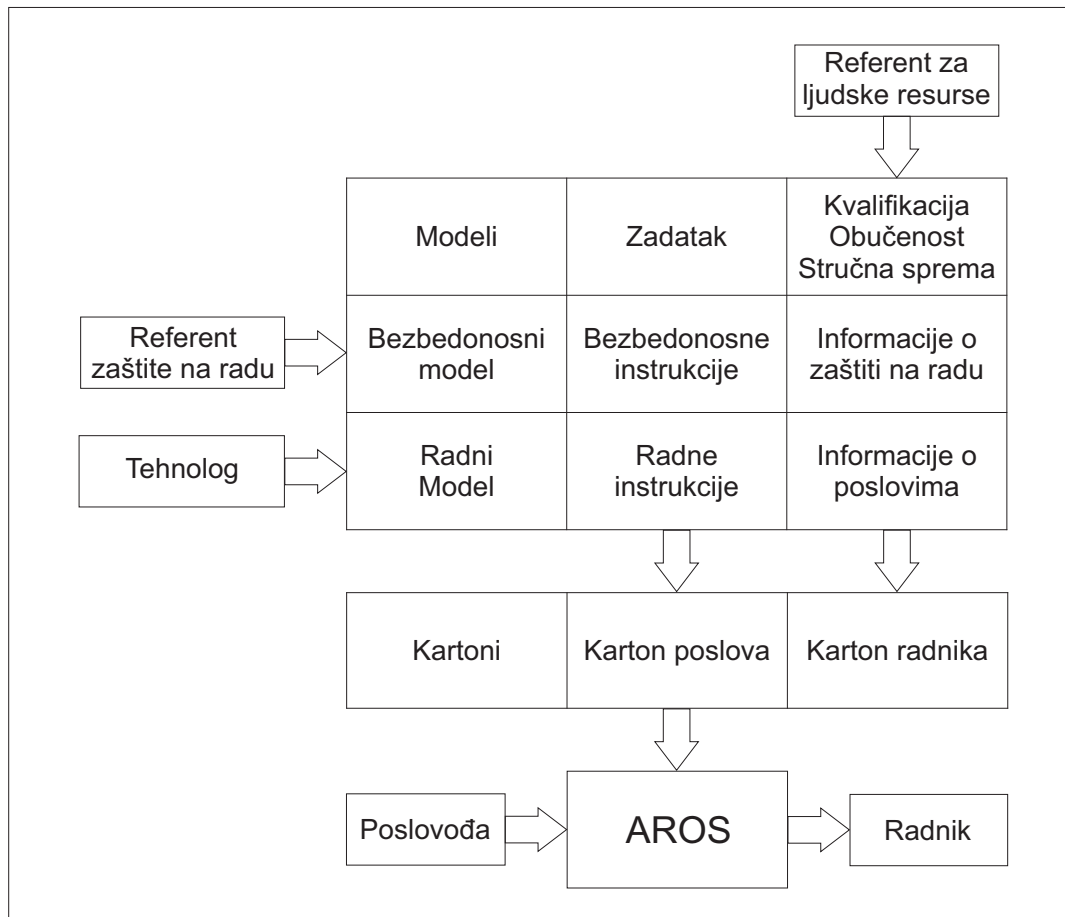 Referent za
ljudske resurse
Modeli
Zadatak
Kvalifikacija
Obučenost
Stručna sprema
Referent
zaštite na radu
Bezbedonosni
model
Bezbedonosne
instrukcije
Informacije o
zaštiti na radu
Tehnolog
Radni
Model
Radne
instrukcije
Informacije o
poslovima
Kartoni
Karton poslova
Karton radnika
Poslovođa
AROS
Radnik